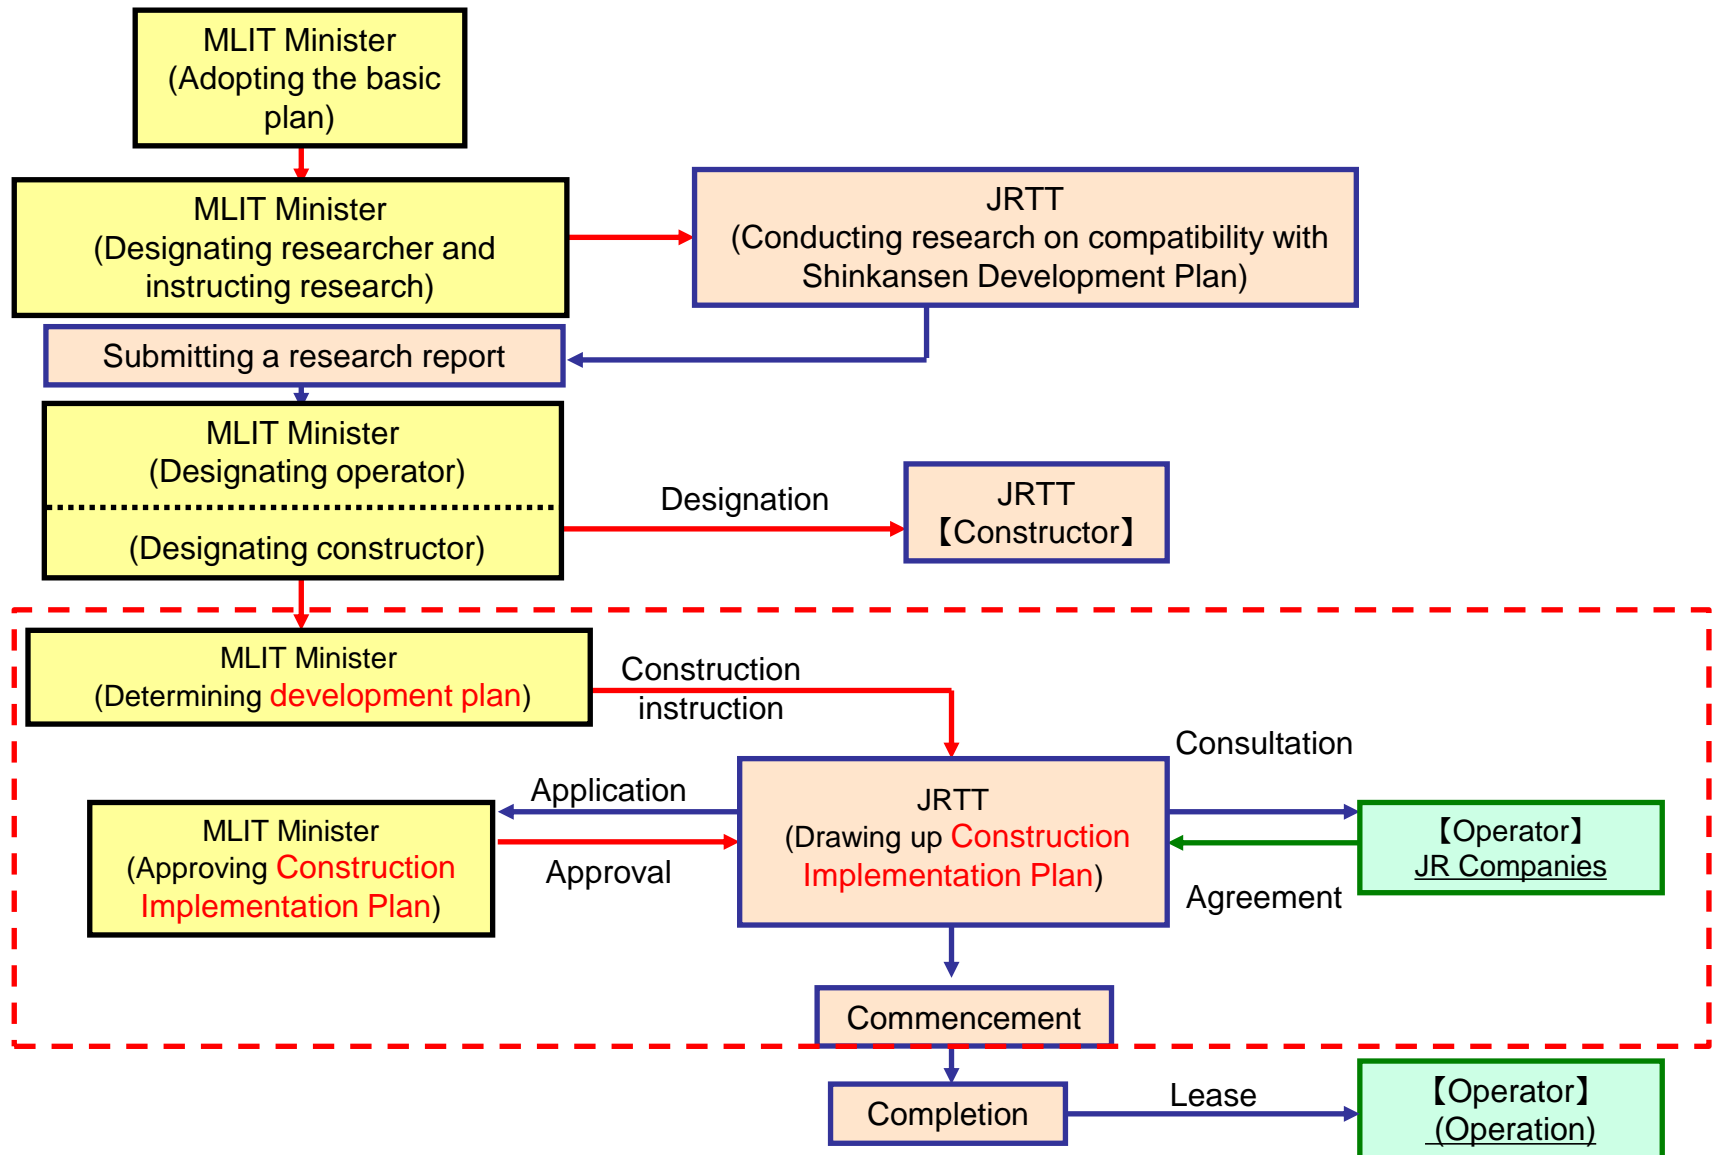 MLIT Minister
(Adopting the basic
plan)
MLIT Minister
(Designating researcher and
instructing research)
JRTT
(Conducting research on compatibility with
Shinkansen Development Plan)
Submitting a research report
MLIT Minister
(Designating operator)
(Designating constructor)
Designation
JRTT
【Constructor】
MLIT Minister
(Determining development plan)
Construction
instruction
Consultation
Application
JRTT
(Drawing up Construction
Implementation Plan)
MLIT Minister
(Approving Construction
Implementation Plan)
Approval
【Operator】
JR Companies
Agreement
Commencement
Completion
Lease
【Operator】
(Operation)